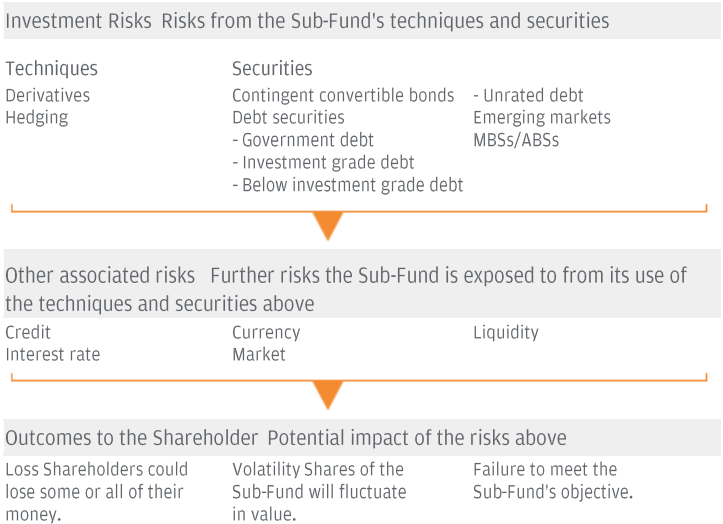 Investment Risks Risks from the Sub-Fund's techniques and securities
Techniques
Derivatives
Hedging
Securities
Contingent convertible bonds
Debt securities
- Government debt
- Investment grade debt
- Below investment grade debt
- Unrated debt
Emerging markets
MBSs/ABSs
Other associated risks Further risks the Sub-Fund is exposed to from its use of
the techniques and securities above
Credit
Interest rate
Currency
Market
Liquidity
Outcomes to the Shareholder Potential impact of the risks above
Loss Shareholders could
lose some or all of their
money.
Volatility Shares of the
Sub-Fund will fluctuate
in value.
Failure to meet the
Sub-Fund's objective.